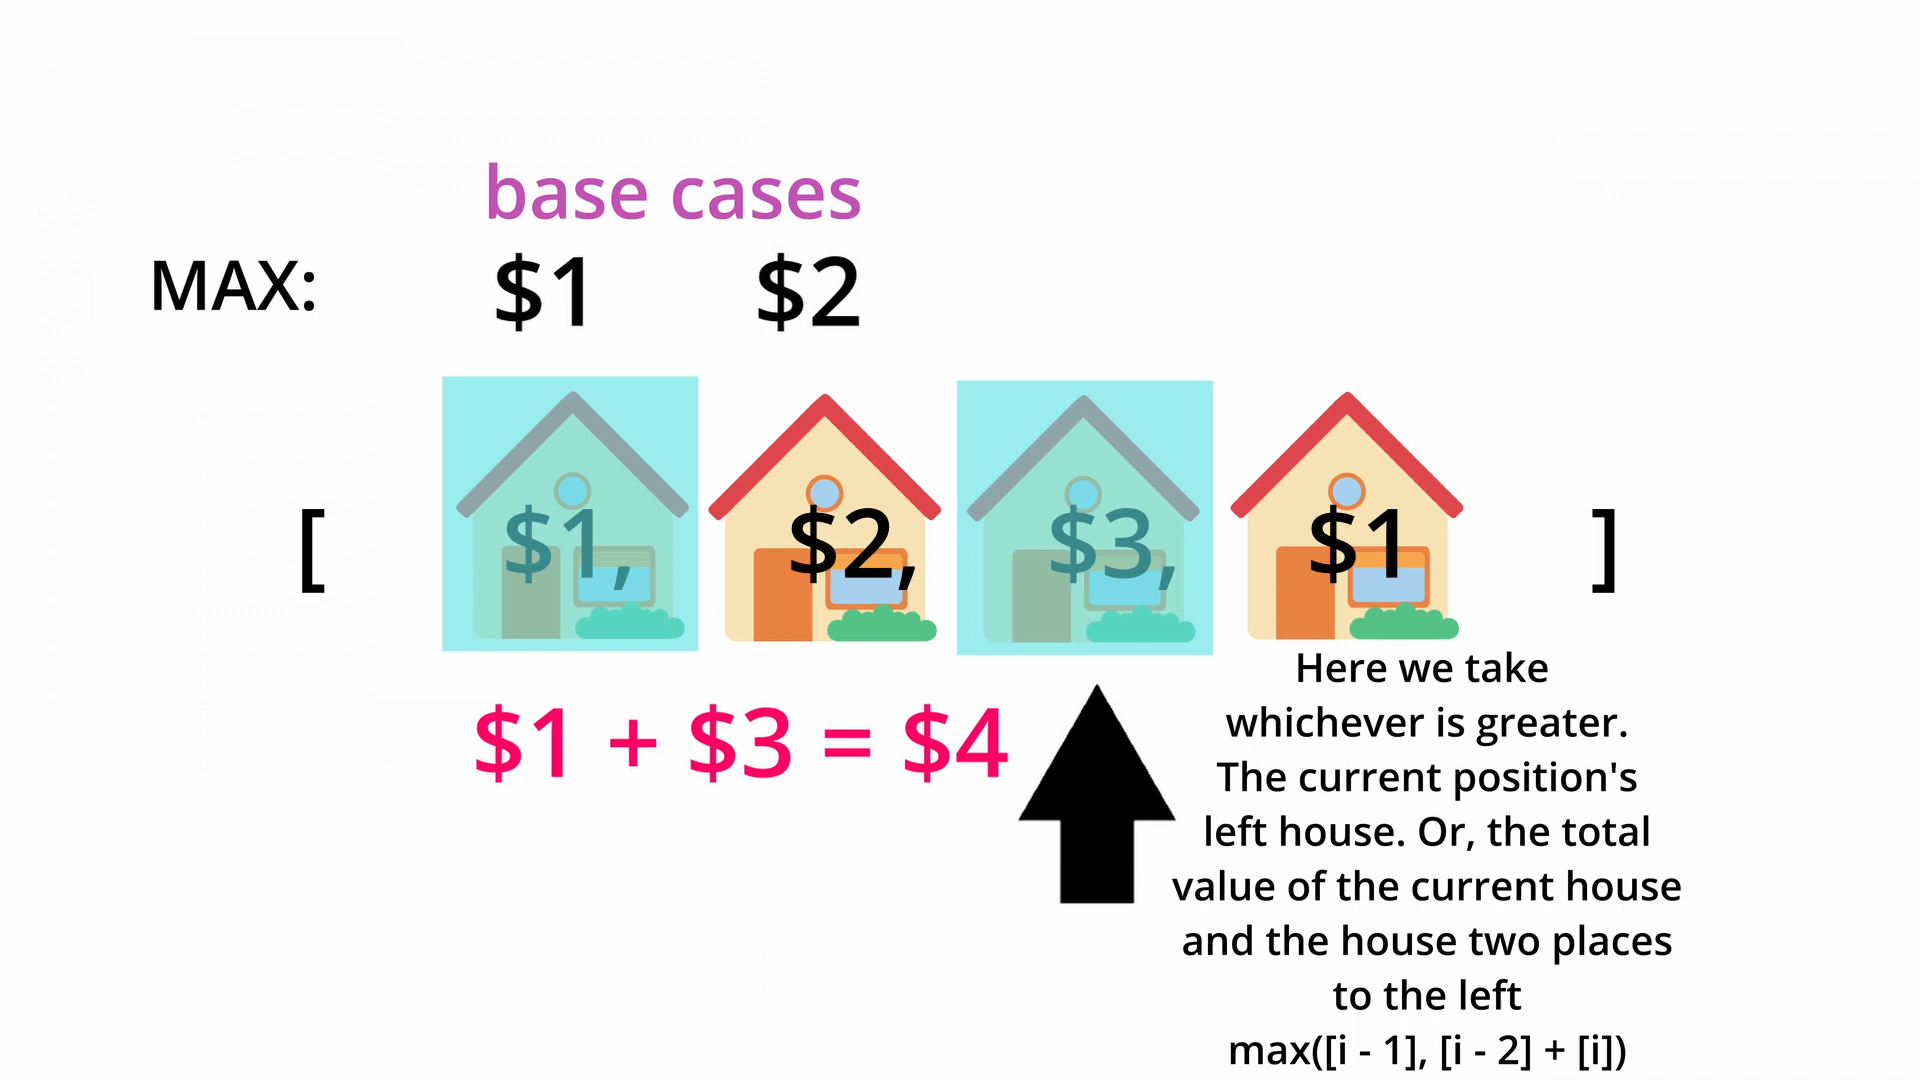 base cases
MAX: $1 $2
[ $1, $2, $3, $1 ]
$1 + $3 = $4
Here we take
whichever is greater.
The current position's
left house. Or, the total
value of the current house
and the house two places
to the left
max([i - 1], [i - 2] + [i])